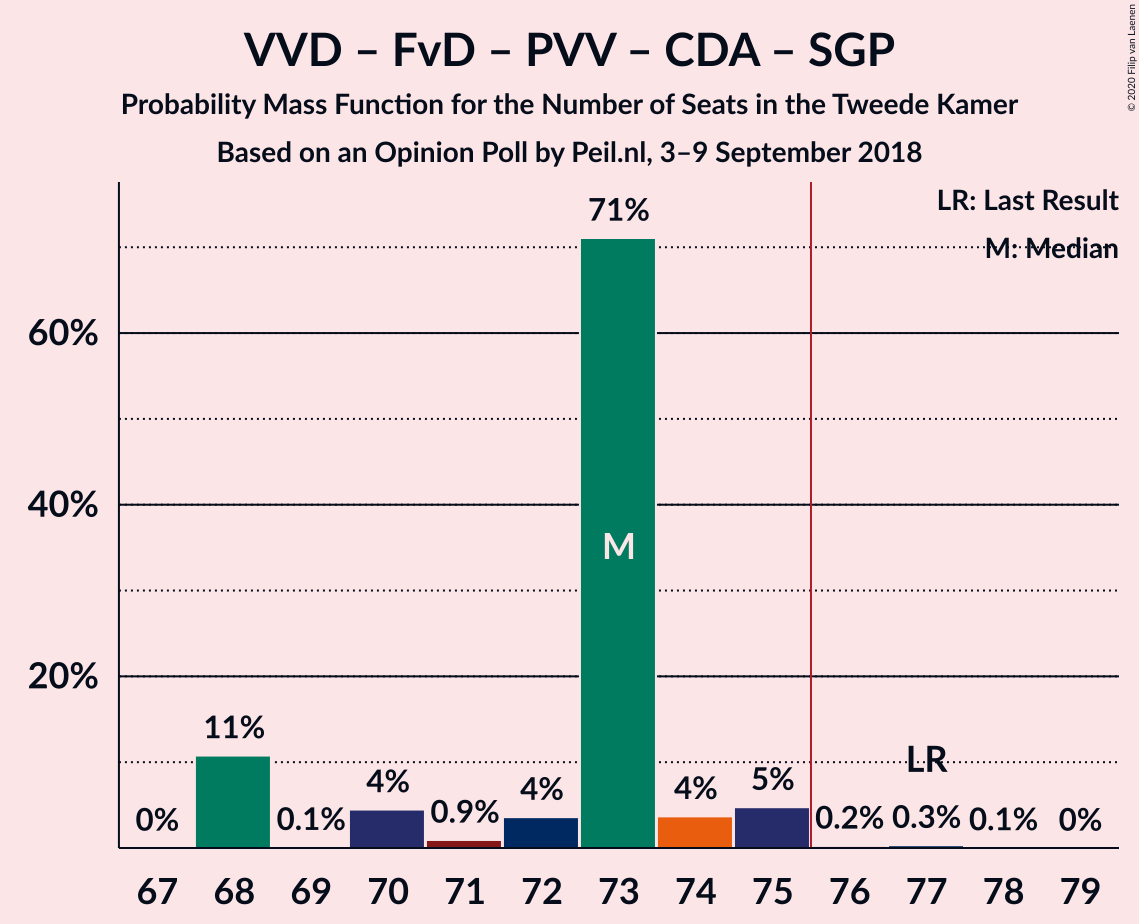 VVD – FvD – PVV – CDA – SGP
Probability Mass Function for the Number of Seats in the Tweede Kamer
Based on an Opinion Poll by Peil.nl, 3–9 September 2018
© 2020 Filip van Laenen
LR: Last Result
M: Median
60%
40%
20%
0%
11%
0.1%
4%
0.9%
4%
71%
M
4%
5%
0.2%
LR
0.3%
0.1%
0%
67 68 69 70 71 72 73 74 75 76 77 78 79